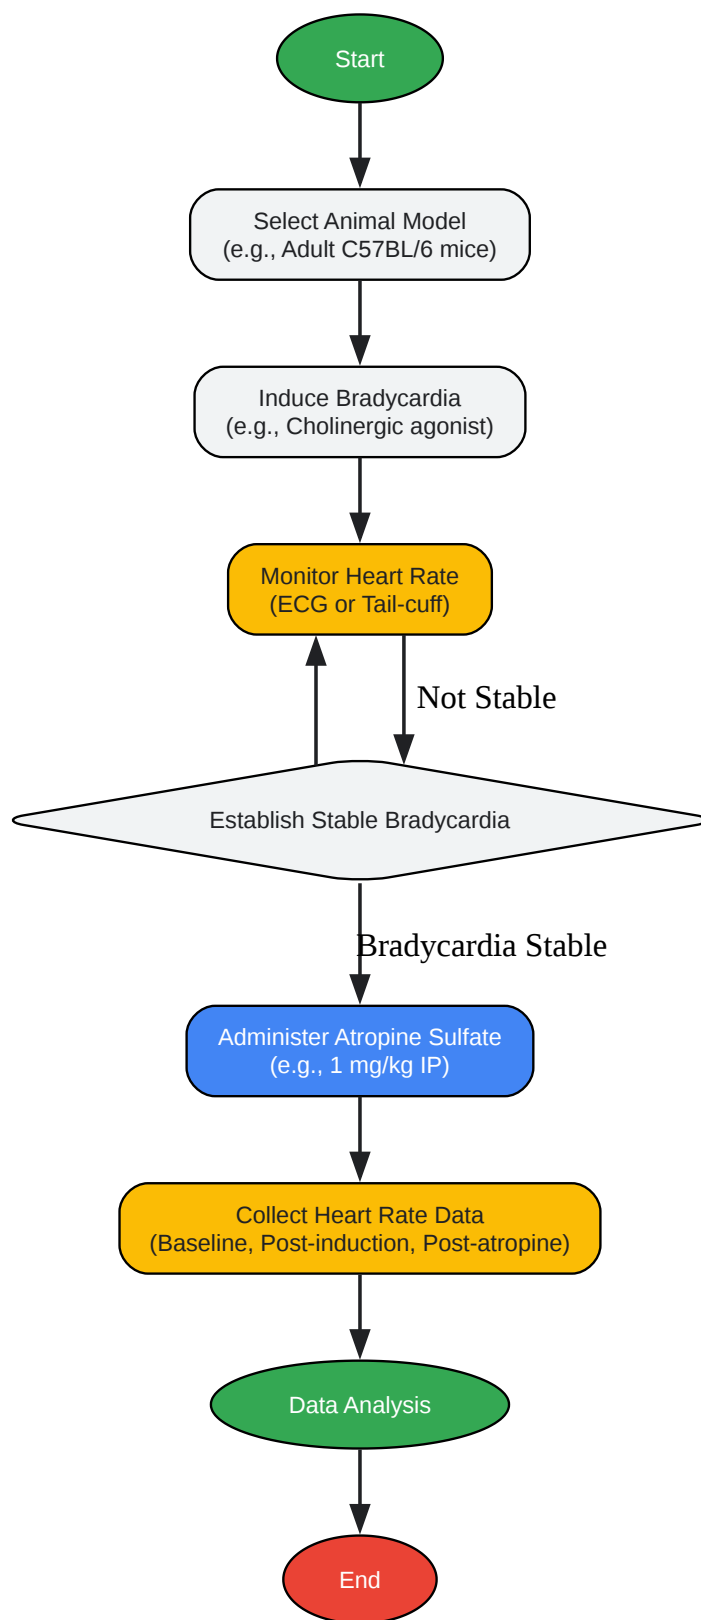 Start
Select Animal Model
(e.g., Adult C57BL/6 mice)
Induce Bradycardia
(e.g., Cholinergic agonist)
Monitor Heart Rate
(ECG or Tail-cuff)
Not Stable
Establish Stable Bradycardia
Bradycardia Stable
Administer Atropine Sulfate
(e.g., 1 mg/kg IP)
Collect Heart Rate Data
(Baseline, Post-induction, Post-atropine)
Data Analysis
End